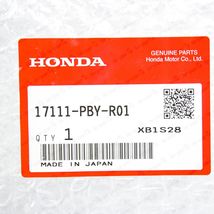 GENUINE PARTS
Honda Motor Co., Ltd.
HONDA
17111-PBY-R01
QTY 1
XB1S28
MADE IN JAPAN